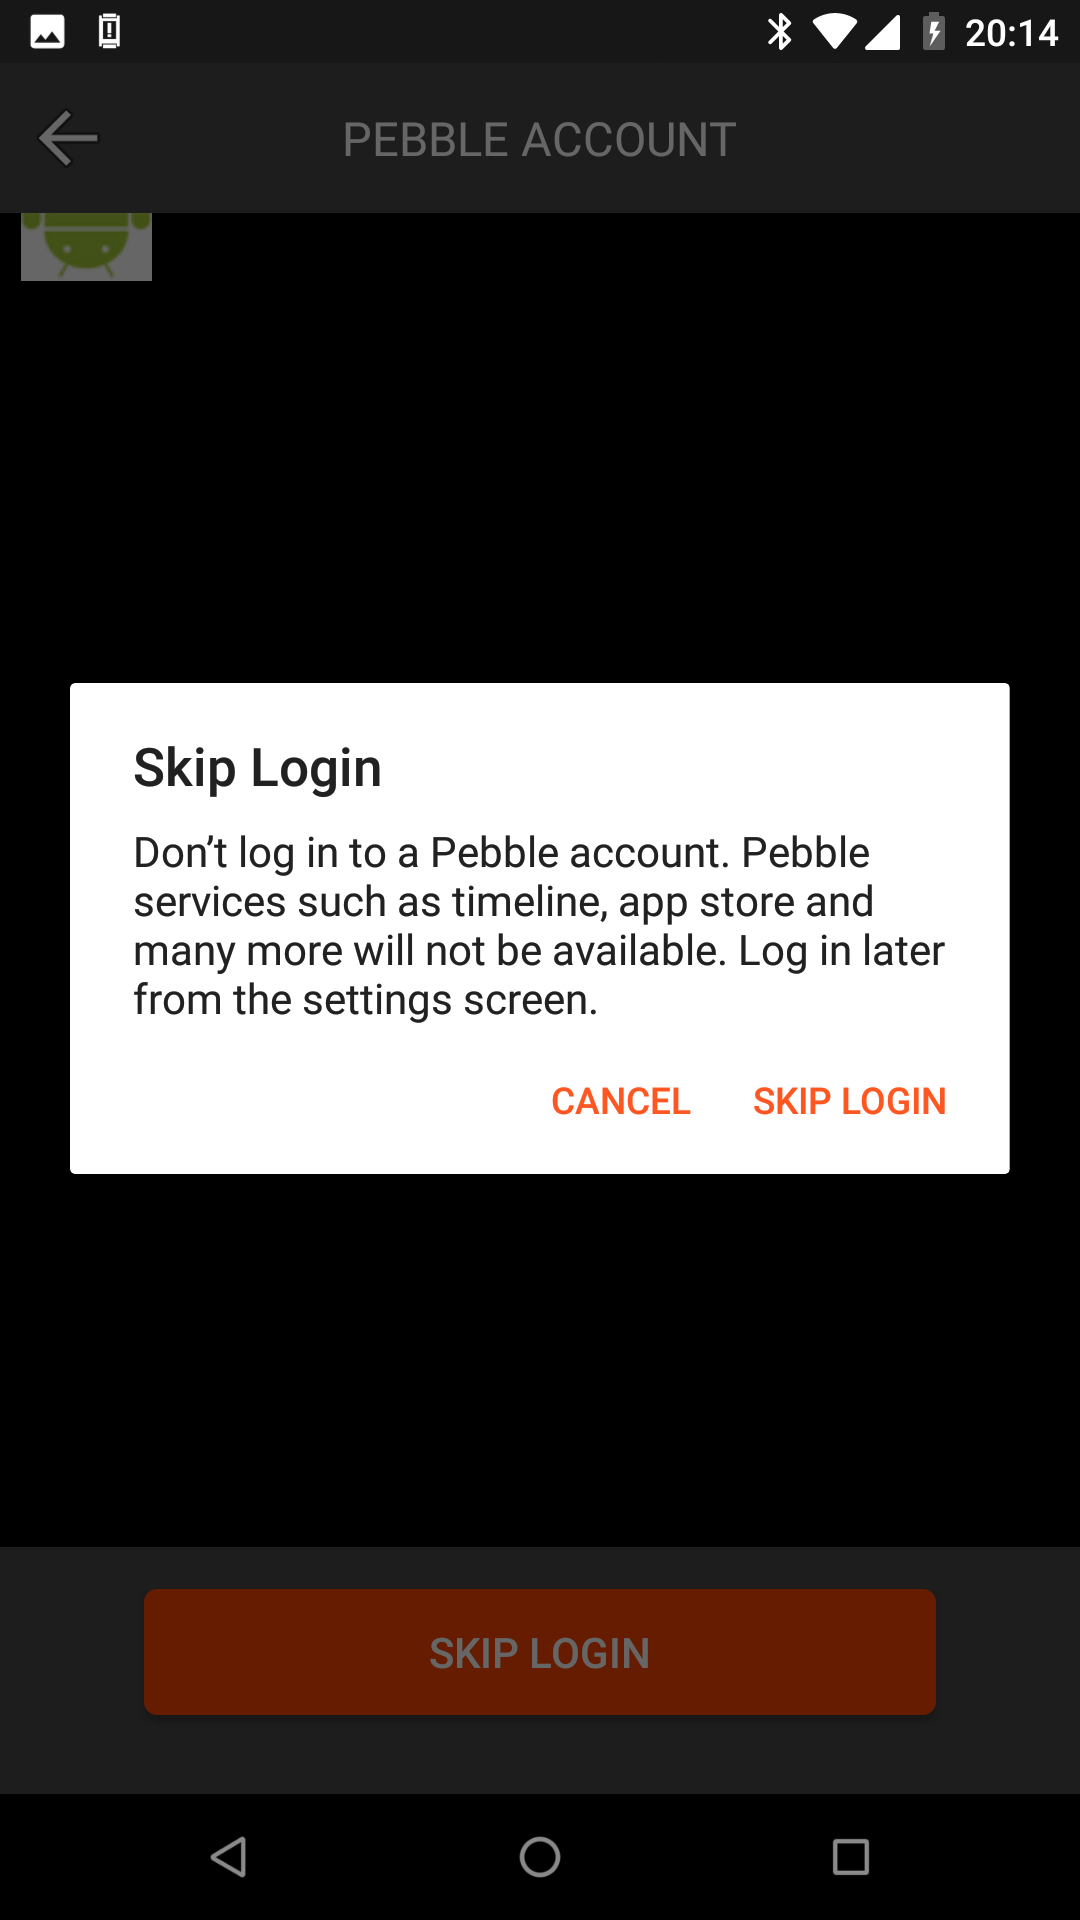 20:14
PEBBLE ACCOUNT
Skip Login
Don’t log in to a Pebble account. Pebble
services such as timeline, app store and
many more will not be available. Log in later
from the settings screen.
CANCEL SKIP LOGIN
SKIP LOGIN